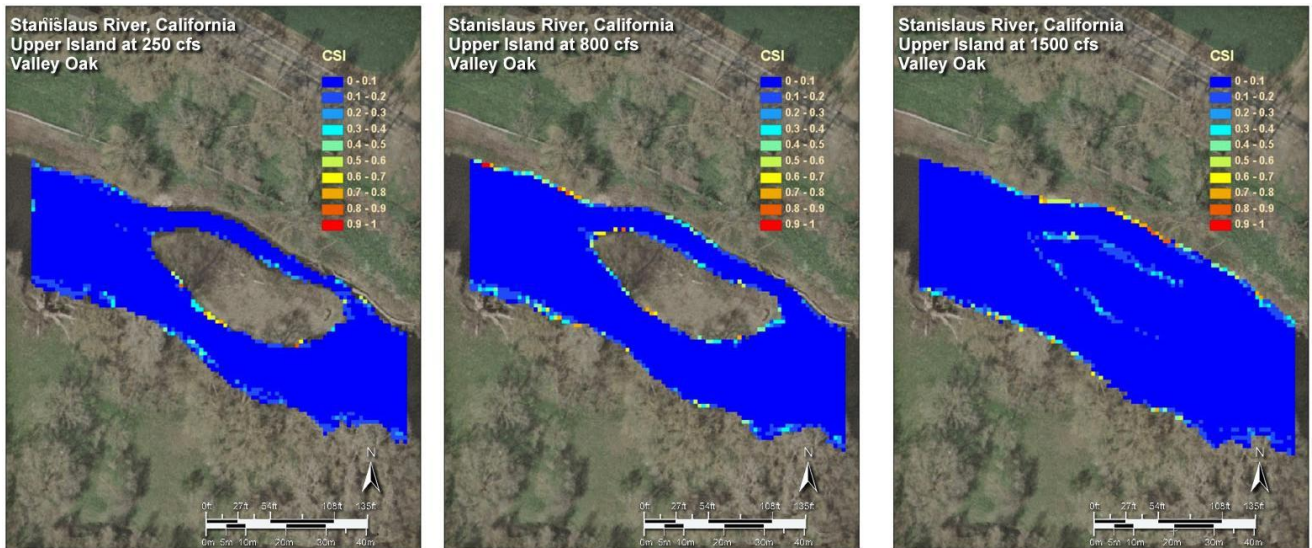 Stanislaus River, California
Upper Island at 250 cfs
Valley Oak
CSI
0 - 0.1
0.1 - 0.2
0.2 - 0.3
0.3 - 0.4
0.4 - 0.5
0.5 - 0.6
0.6 - 0.7
0.7 - 0.8
0.8 - 0.9
0.9 - 1
N
0ft 27ft 54ft 108ft 135ft
0m 5m 10m 20m 30m 40m
Stanislaus River, California
Upper Island at 800 cfs
Valley Oak
CSI
0 - 0.1
0.1 - 0.2
0.2 - 0.3
0.3 - 0.4
0.4 - 0.5
0.5 - 0.6
0.6 - 0.7
0.7 - 0.8
0.8 - 0.9
0.9 - 1
N
0ft 27ft 54ft 108ft 135ft
0m 5m 10m 20m 30m 40m
Stanislaus River, California
Upper Island at 1500 cfs
Valley Oak
CSI
0 - 0.1
0.1 - 0.2
0.2 - 0.3
0.3 - 0.4
0.4 - 0.5
0.5 - 0.6
0.6 - 0.7
0.7 - 0.8
0.8 - 0.9
0.9 - 1
N
0ft 27ft 54ft 108ft 135ft
0m 5m 10m 20m 30m 40m